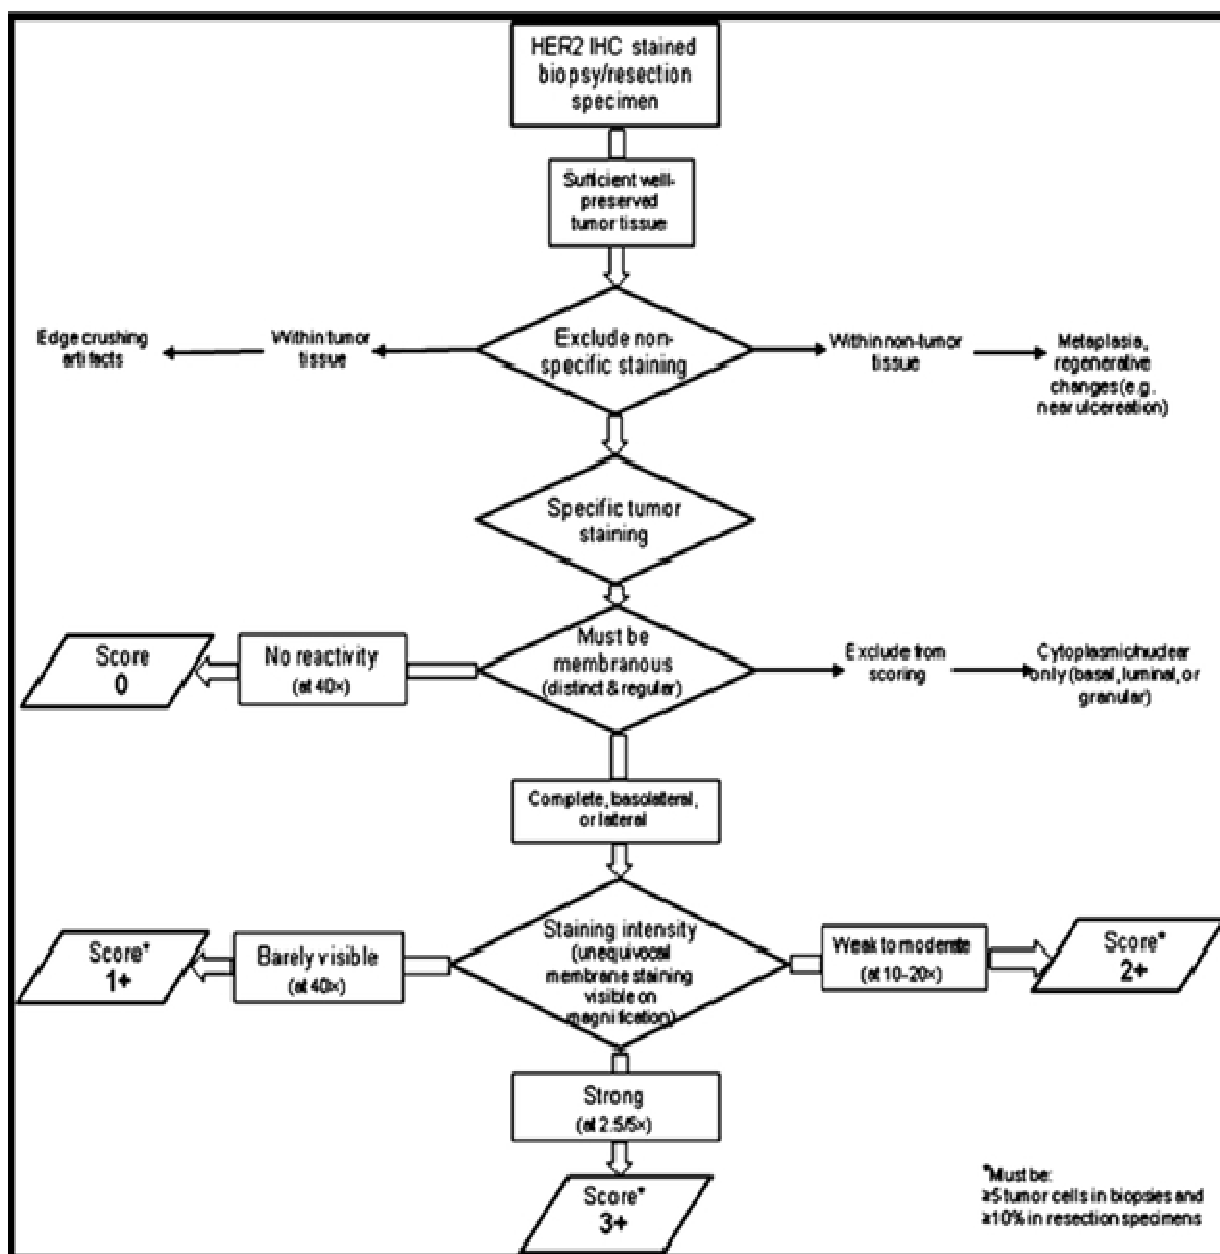 HER2 IHC stained
biopsy/resection
specimen
Sufficient well-
preserved
tumor tissue
Edge crushing
artifacts
Within tumor
tissue
Exclude non-
specific staining
Within non-tumor
tissue
Metaplasia,
regenerative
changes (e.g.
near ulcereation)
Specific tumor
staining
Score
0
No reactivity
(at 40×)
Must be
membranous
(distinct & regular)
Exclude from
scoring
Cytoplasmic/nuclear
only (basal, luminal, or
granular)
Complete, basolateral,
or lateral
Score*
1+
Barely visible
(at 40×)
Staining intensity
(unequivocal
membrane staining
visible on
magnification)
Weak to moderate
(at 10–20×)
Score*
2+
Strong
(at 2.5/5×)
Score*
3+
*Must be:
≥5 tumor cells in biopsies and
≥10% in resection specimens